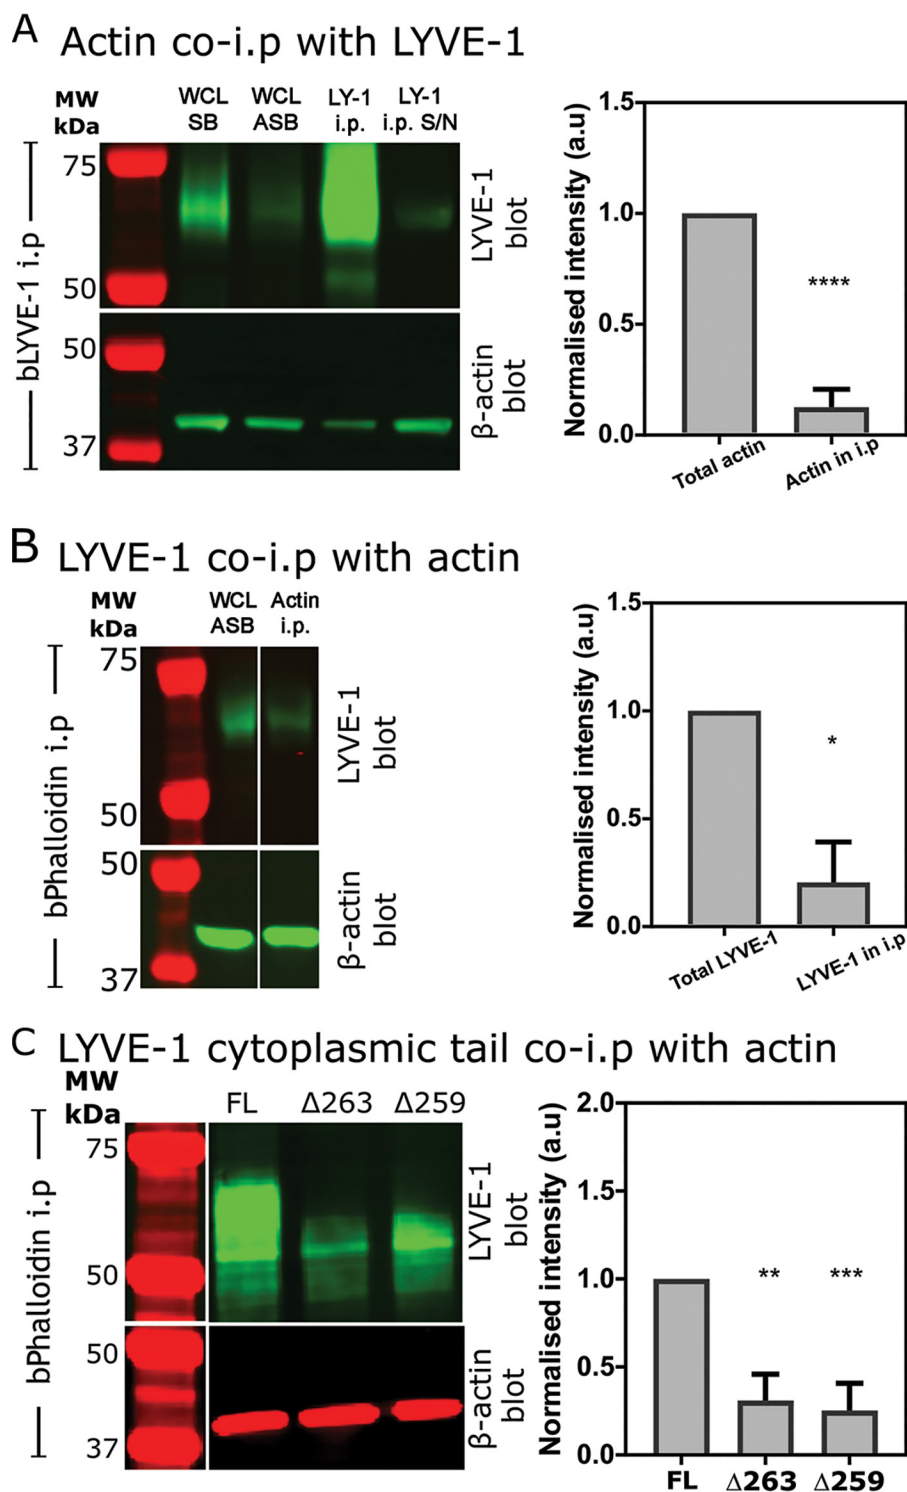 A Actin co-i.p with LYVE-1
MW
kDa
WCL
SB
WCL
ASB
LY-1
i.p.
LY-1
i.p. S/N
bLYVE-1 i.p
75
50
50
37
LYVE-1
blot
β-actin
blot
Normalised intensity (a.u)
1.5
1.0
0.5
0.0
****
Total actin
Actin in i.p
B LYVE-1 co-i.p with actin
MW
kDa
WCL
ASB
Actin
i.p.
bPhalloidin i.p
75
50
50
37
LYVE-1
blot
β-actin
blot
Normalised intensity (a.u)
1.5
1.0
0.5
0.0
*
Total LYVE-1
LYVE-1 in i.p
C LYVE-1 cytoplasmic tail co-i.p with actin
MW
kDa
FL Δ263 Δ259
bPhalloidin i.p
75
50
50
37
LYVE-1
blot
β-actin
blot
Normalised intensity (a.u)
2.0
1.5
1.0
0.5
0.0
** ***
FL Δ263 Δ259